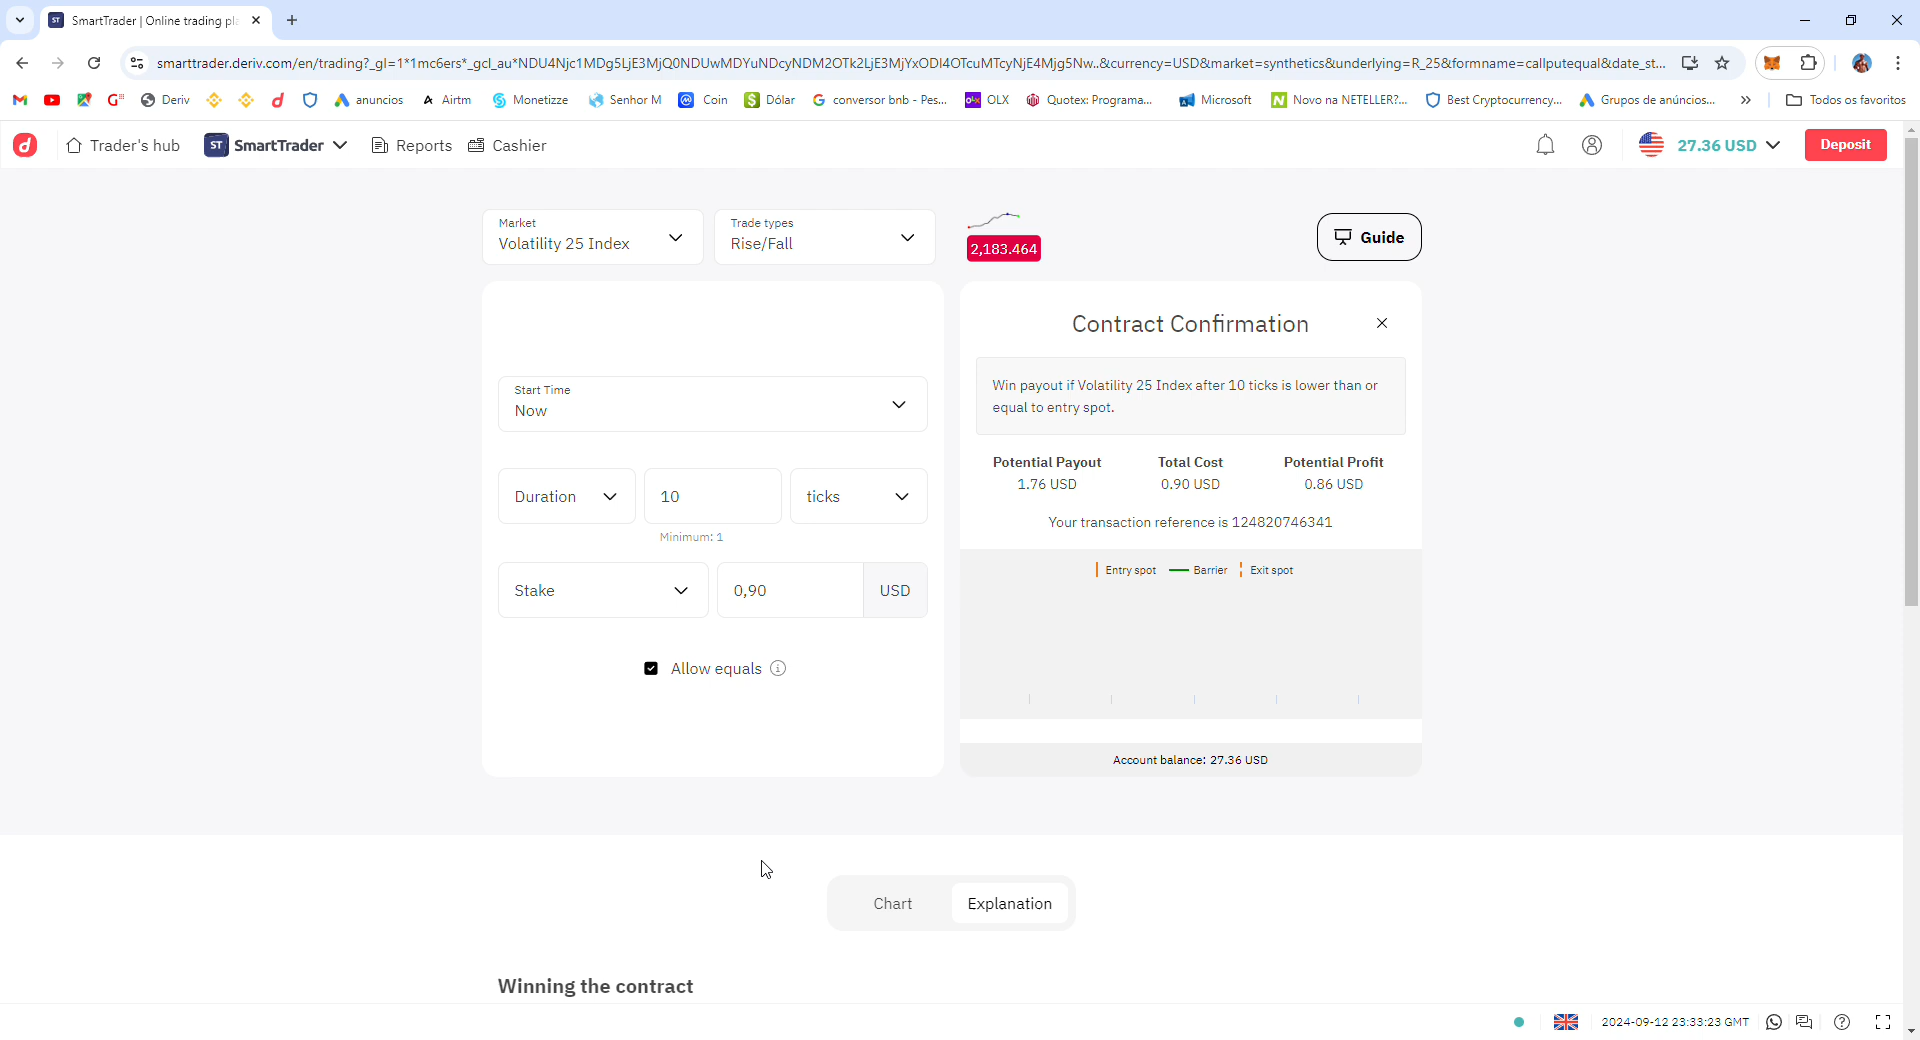 SmartTrader | Online trading pl
smarttrader.deriv.com/en/trading?_gl=1*1mc6ers*_gcl_au*NDU4Njc1MDg5LjE3MjQ0NDUwMDYuNDcyNDM2OTk2LjE3MjYxODI4OTcuMTcyNjE4Mjg5Nw..&currency=USD&market=synthetics&underlying=R_25&formname=callputequal&date_st...
Deriv
anuncios
Airtm
Monetizze
Senhor M
Coin
Dólar
conversor bnb - Pes...
OLX
Quotex: Programa...
Microsoft
Novo na NETELLER?...
Best Cryptocurrency...
Grupos de anúncios...
»
Todos os favoritos
Trader's hub
ST SmartTrader
Reports
Cashier
27.36 USD
Deposit
Market
Volatility 25 Index
Trade types
Rise/Fall
2,183.464
Guide
Start Time
Now
Duration
10
ticks
Minimum: 1
Stake
0,90
USD
Allow equals
Contract Confirmation
Win payout if Volatility 25 Index after 10 ticks is lower than or
equal to entry spot.
Potential Payout Total Cost Potential Profit
1.76 USD 0.90 USD 0.86 USD
Your transaction reference is 124820746341
Entry spot Barrier Exit spot
Account balance: 27.36 USD
Chart
Explanation
Winning the contract
2024-09-12 23:33:23 GMT